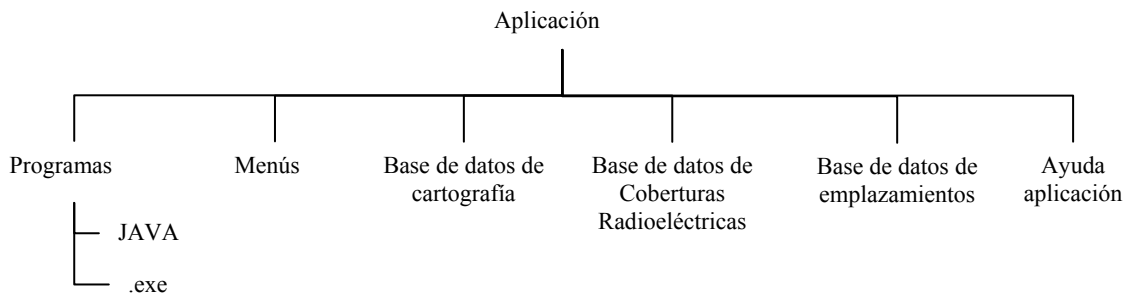 Aplicación
Programas
Menús
Base de datos de
cartografía
Base de datos de
Coberturas
Radioeléctricas
Base de datos de
emplazamientos
Ayuda
aplicación
JAVA
.exe